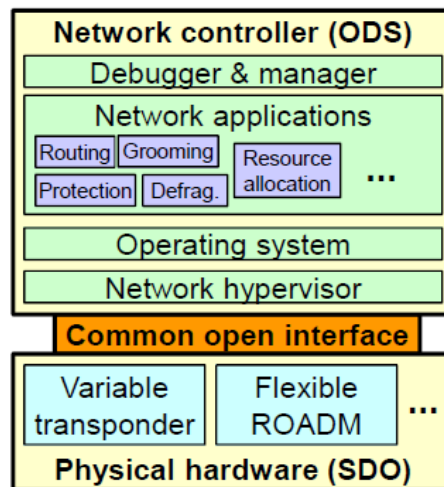 Network controller (ODS)
Debugger & manager
Network applications
Routing
Grooming
Resource
allocation
...
Protection
Defrag.
Operating system
Network hypervisor
Common open interface
Variable
transponder
Flexible
ROADM
...
Physical hardware (SDO)